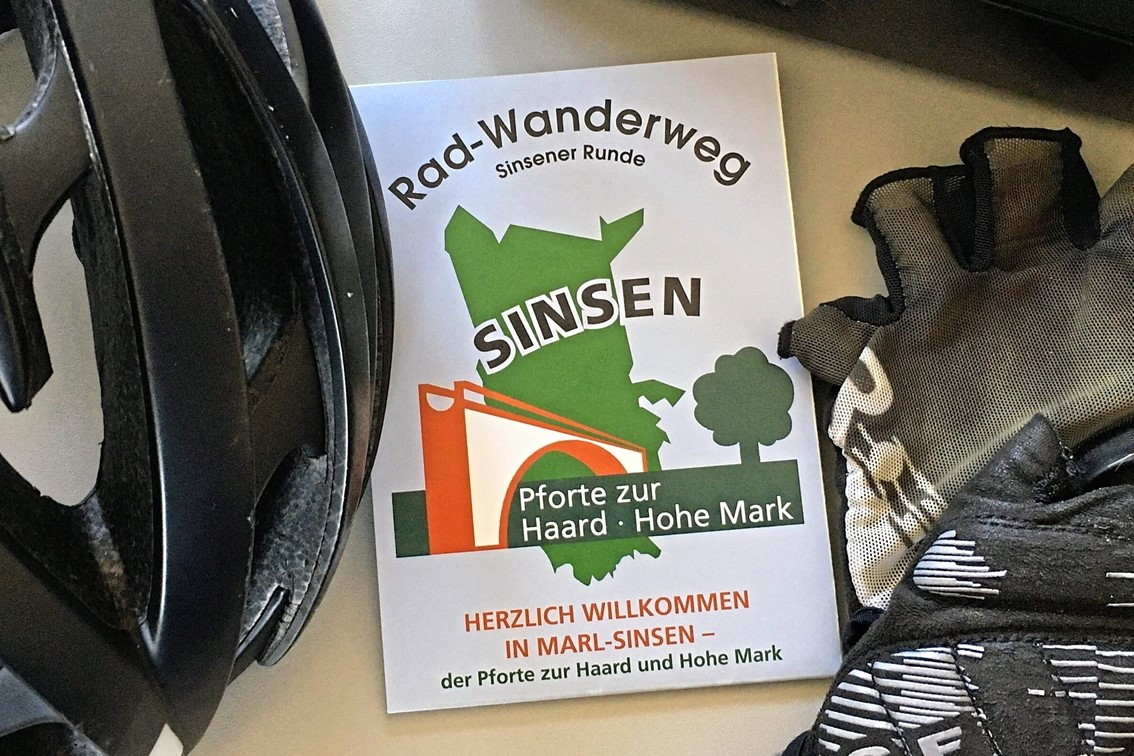 Rad-Wanderweg
Sinsener Runde
SINSEN
Pforte zur
Haard · Hohe Mark
HERZLICH WILLKOMMEN
IN MARL-SINSEN –
der Pforte zur Haard und Hohe Mark